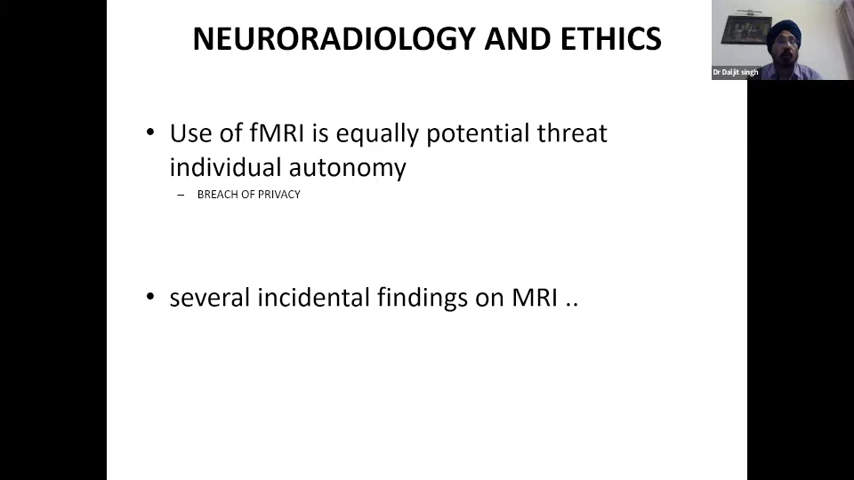 NEURORADIOLOGY AND ETHICS
Dr Daljit singh
• Use of fMRI is equally potential threat
individual autonomy
– BREACH OF PRIVACY
• several incidental findings on MRI ..